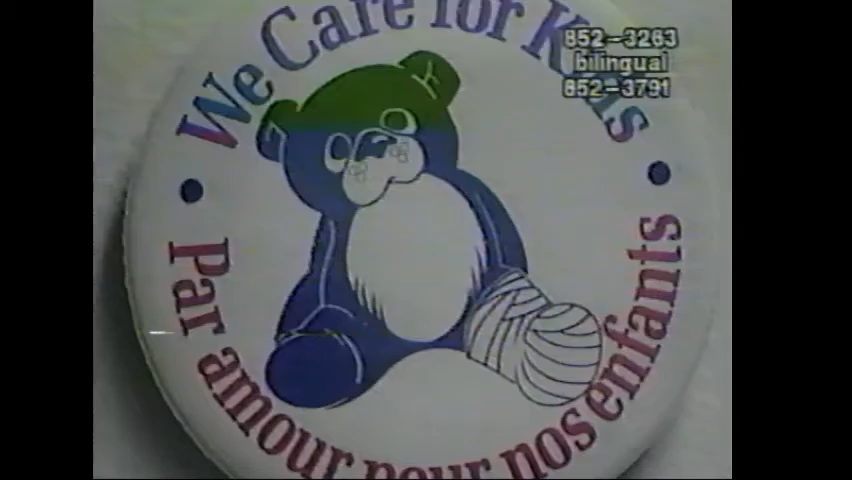 We Care for Kids
852-3263
bilingual
852-3791
Par amour pour nos enfants